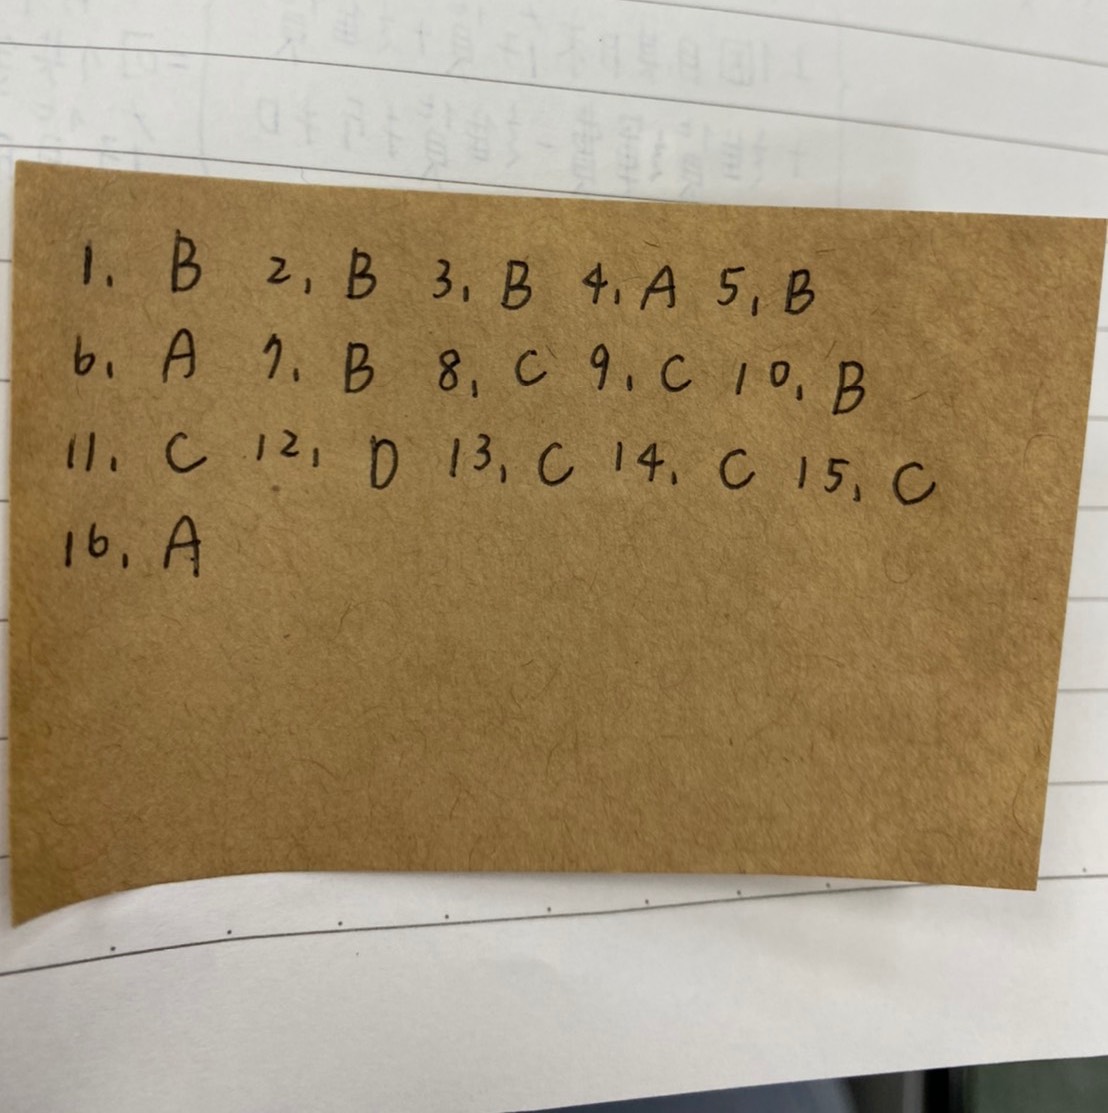 1. B 2, B 3, B 4, A 5, B
6, A 7. B 8, C 9, C 10, B
11, C 12, D 13, C 14, C 15, C
16, A